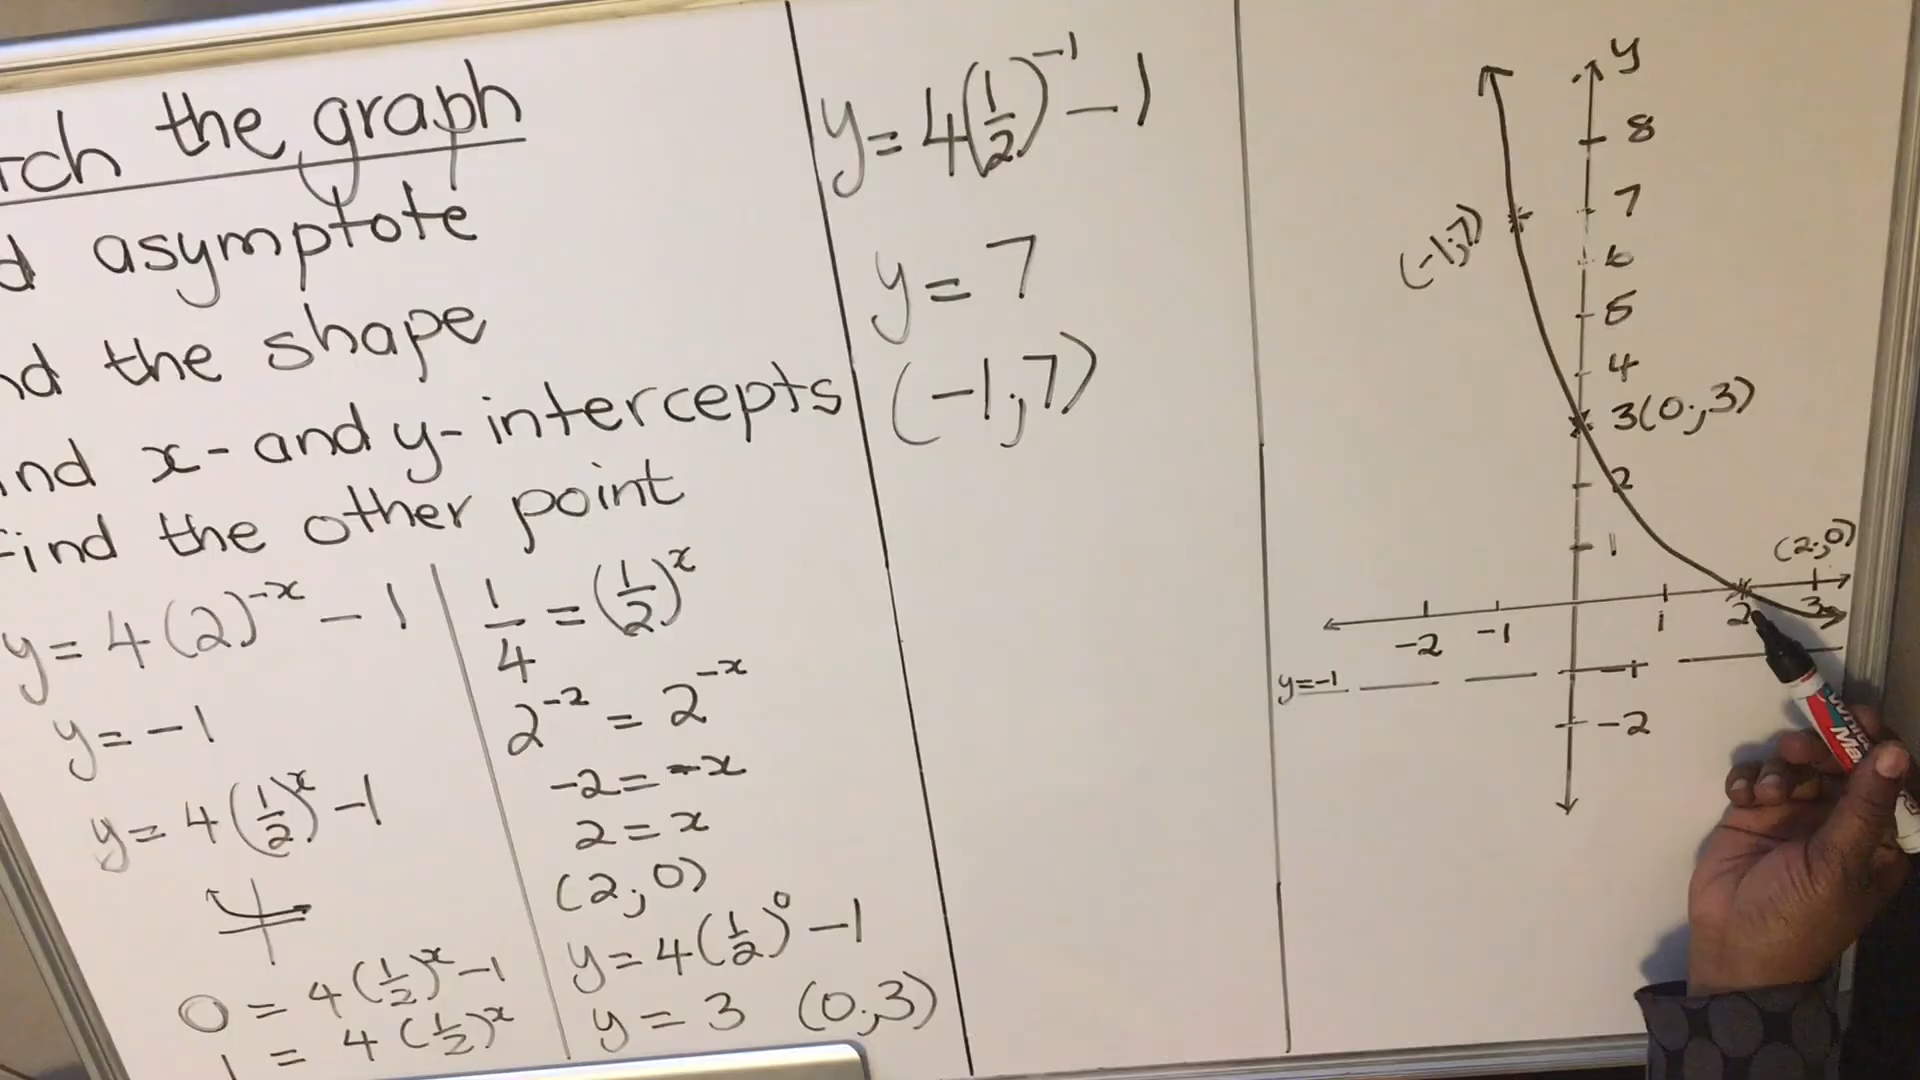 the graph
asymptote
the shape
x- and y-intercepts
find the other point
y = 4(2)^{-x} - 1
y = -1
y = 4(1/2)^x - 1
0 = 4(1/2)^x - 1
1 = 4(1/2)^x
1/4 = (1/2)^x
2^{-2} = 2^{-x}
-2 = -x
2 = x
(2;0)
y = 4(1/2)^0 - 1
y = 3 (0;3)
y = 4(1/2)^{-1} - 1
y = 7
(-1;7)
y
8
7
(-1;7)
6
5
4
3(0;3)
2
1
(2;0)
-2 -1 1 2 3
y=-1
-1
-2